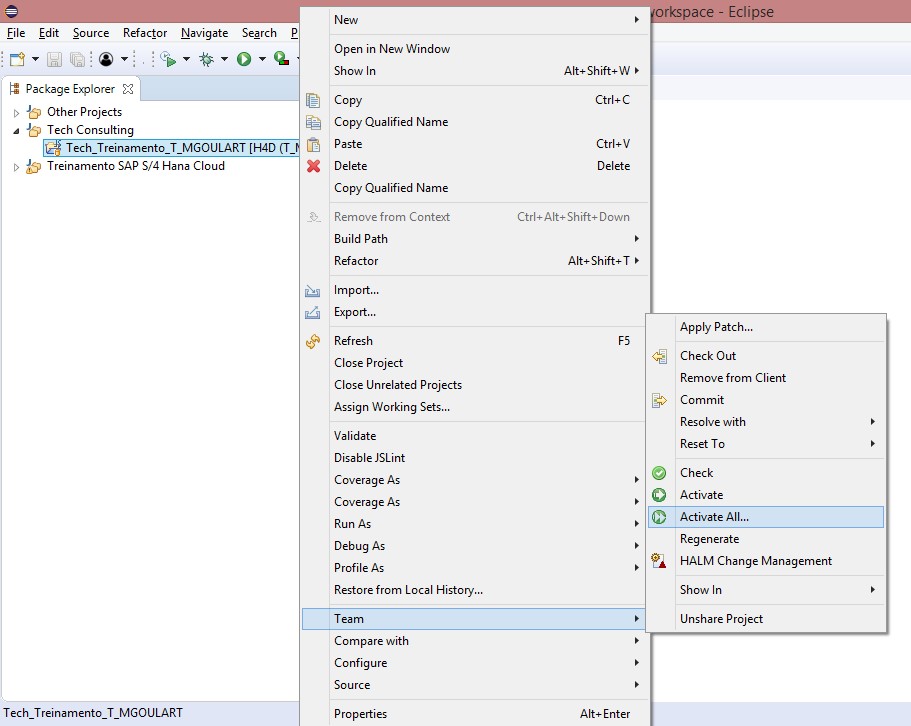 workspace - Eclipse
File Edit Source Refactor Navigate Search P
Package Explorer
Other Projects
Tech Consulting
Tech_Treinamento_T_MGOULART [H4D (T_M
Treinamento SAP S/4 Hana Cloud
New
Open in New Window
Show In Alt+Shift+W
Copy Ctrl+C
Copy Qualified Name
Paste Ctrl+V
Delete Delete
Copy Qualified Name
Remove from Context Ctrl+Alt+Shift+Down
Build Path
Refactor Alt+Shift+T
Import...
Export...
Refresh F5
Close Project
Close Unrelated Projects
Assign Working Sets...
Validate
Disable JSLint
Coverage As
Coverage As
Run As
Debug As
Profile As
Restore from Local History...
Team
Compare with
Configure
Source
Properties Alt+Enter
Apply Patch...
Check Out
Remove from Client
Commit
Resolve with
Reset To
Check
Activate
Activate All...
Regenerate
HALM Change Management
Show In
Unshare Project
Tech_Treinamento_T_MGOULART